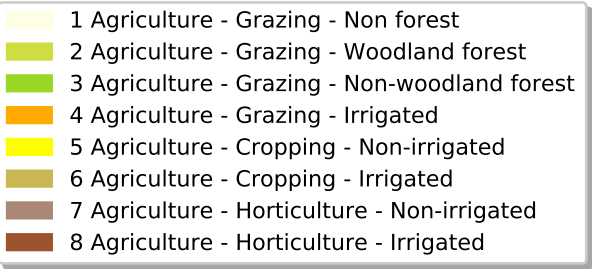 1 Agriculture - Grazing - Non forest
2 Agriculture - Grazing - Woodland forest
3 Agriculture - Grazing - Non-woodland forest
4 Agriculture - Grazing - Irrigated
5 Agriculture - Cropping - Non-irrigated
6 Agriculture - Cropping - Irrigated
7 Agriculture - Horticulture - Non-irrigated
8 Agriculture - Horticulture - Irrigated